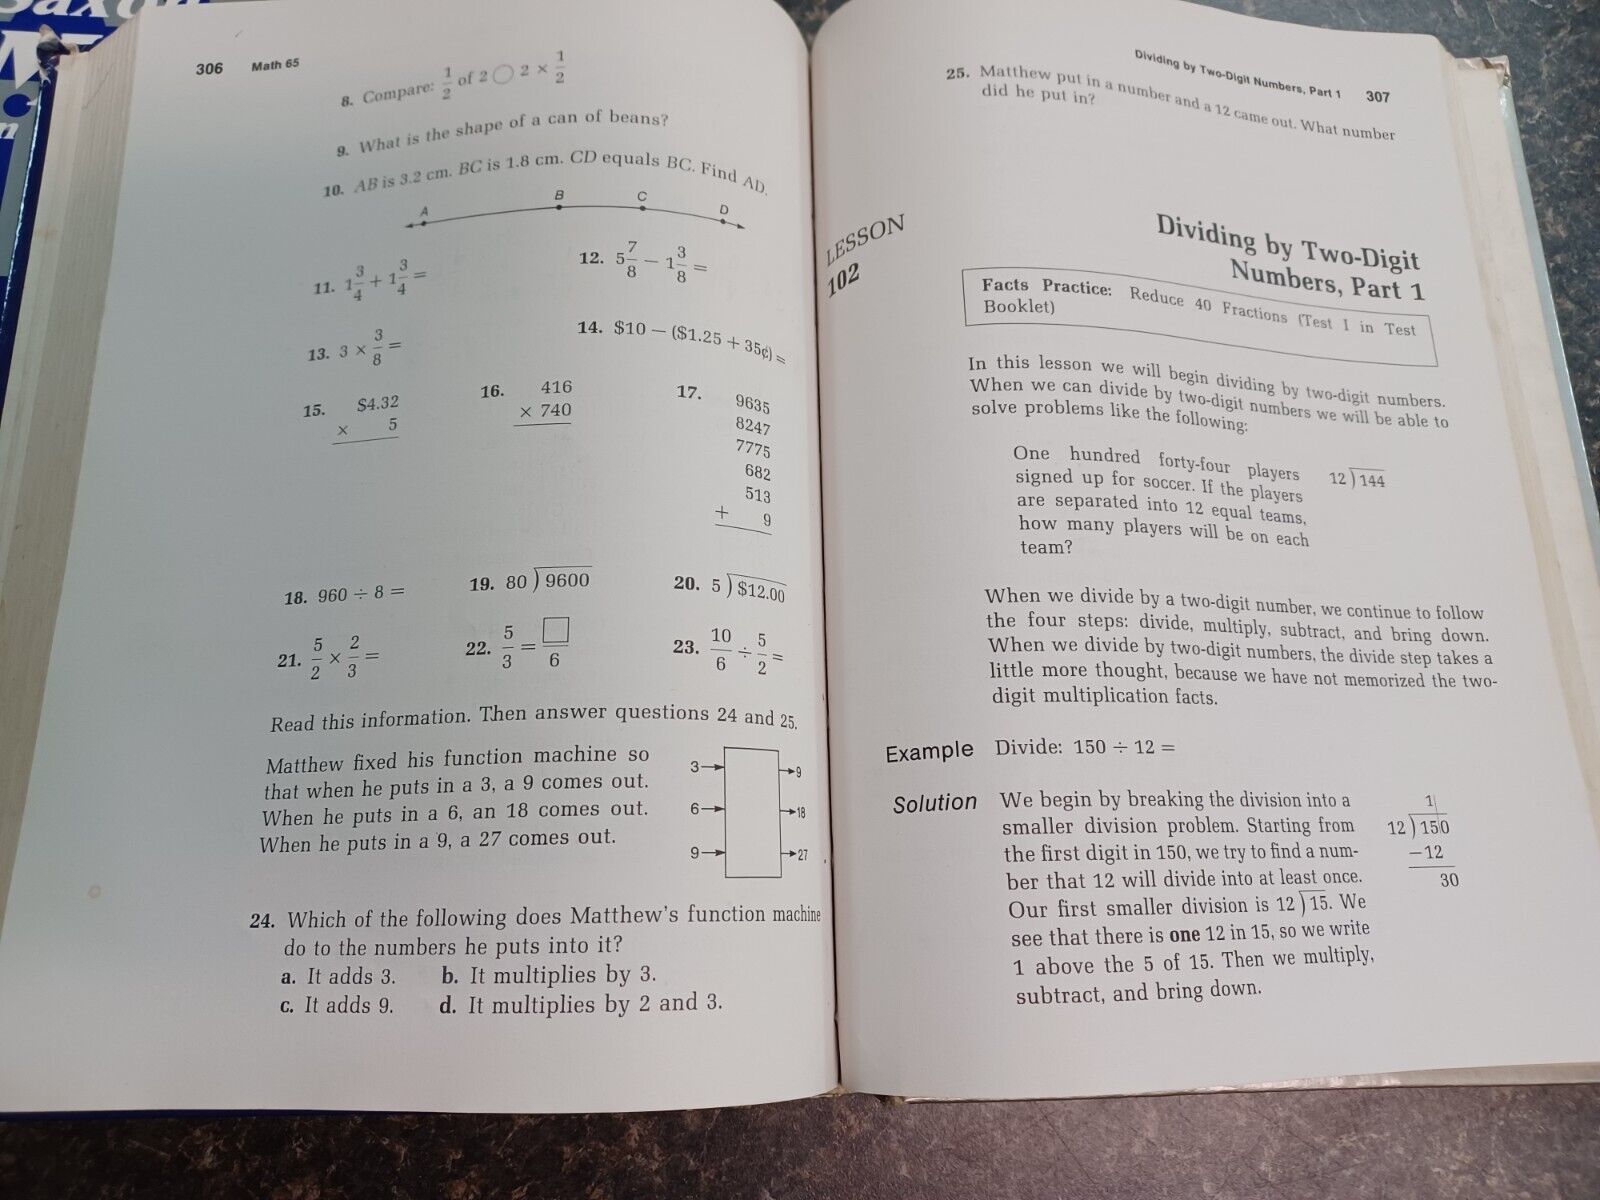 Saxon
306 Math 65
8. Compare: 1/2 of 2 ◯ 2 × 1/2
9. What is the shape of a can of beans?
10. AB is 3.2 cm. BC is 1.8 cm. CD equals BC. Find AD.
A B C D
11. 1 3/4 + 1 3/4 =
12. 5 7/8 − 1 3/8 =
13. 3 × 3/8 =
14. $10 − ($1.25 + 35¢) =
15. $4.32
× 5
16. 416
× 740
17. 9635
8247
7775
682
513
+ 9
18. 960 ÷ 8 =
19. 80 ) 9600
20. 5 ) $12.00
21. 5/2 × 2/3 =
22. 5/3 = □/6
23. 10/6 ÷ 5/2 =
Read this information. Then answer questions 24 and 25.
Matthew fixed his function machine so
that when he puts in a 3, a 9 comes out.
When he puts in a 6, an 18 comes out.
When he puts in a 9, a 27 comes out.
3 → → 9
6 → → 18
9 → → 27
24. Which of the following does Matthew's function machine
do to the numbers he puts into it?
a. It adds 3. b. It multiplies by 3.
c. It adds 9. d. It multiplies by 2 and 3.
Dividing by Two-Digit Numbers, Part 1 307
25. Matthew put in a number and a 12 came out. What number
did he put in?
LESSON
102
Dividing by Two-Digit
Numbers, Part 1
Facts Practice: Reduce 40 Fractions (Test I in Test
Booklet)
In this lesson we will begin dividing by two-digit numbers.
When we can divide by two-digit numbers we will be able to
solve problems like the following:
One hundred forty-four players
signed up for soccer. If the players
are separated into 12 equal teams,
how many players will be on each
team?
12 ) 144
When we divide by a two-digit number, we continue to follow
the four steps: divide, multiply, subtract, and bring down.
When we divide by two-digit numbers, the divide step takes a
little more thought, because we have not memorized the two-
digit multiplication facts.
Example Divide: 150 ÷ 12 =
Solution We begin by breaking the division into a
smaller division problem. Starting from
the first digit in 150, we try to find a num-
ber that 12 will divide into at least once.
Our first smaller division is 12 ) 15. We
see that there is one 12 in 15, so we write
1 above the 5 of 15. Then we multiply,
subtract, and bring down.
1
12 ) 150
−12
30